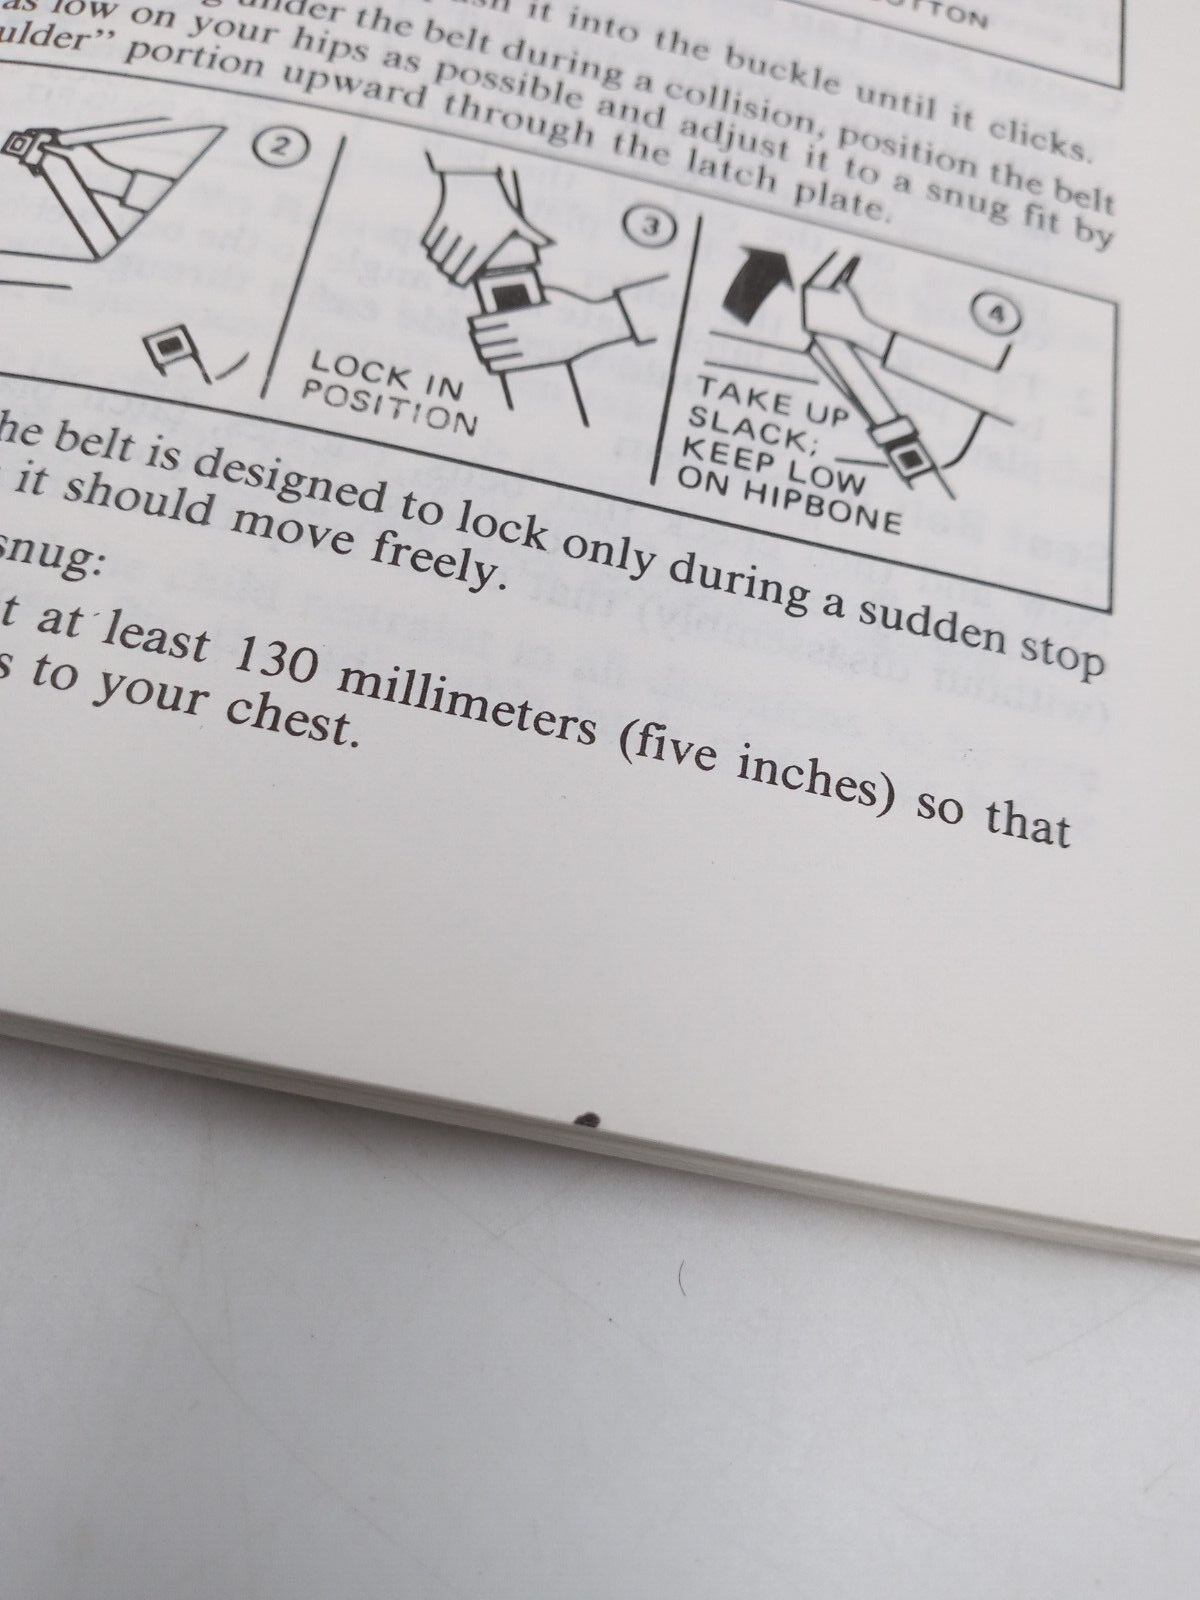 it into the buckle until it clicks.
under the belt during a collision, position the belt
as low on your hips as possible and adjust it to a snug fit by
ulder” portion upward through the latch plate.
2
3
LOCK IN
POSITION
4
TAKE UP
SLACK;
KEEP LOW
ON HIPBONE
he belt is designed to lock only during a sudden stop
it should move freely.
snug:
t at least 130 millimeters (five inches) so that
s to your chest.